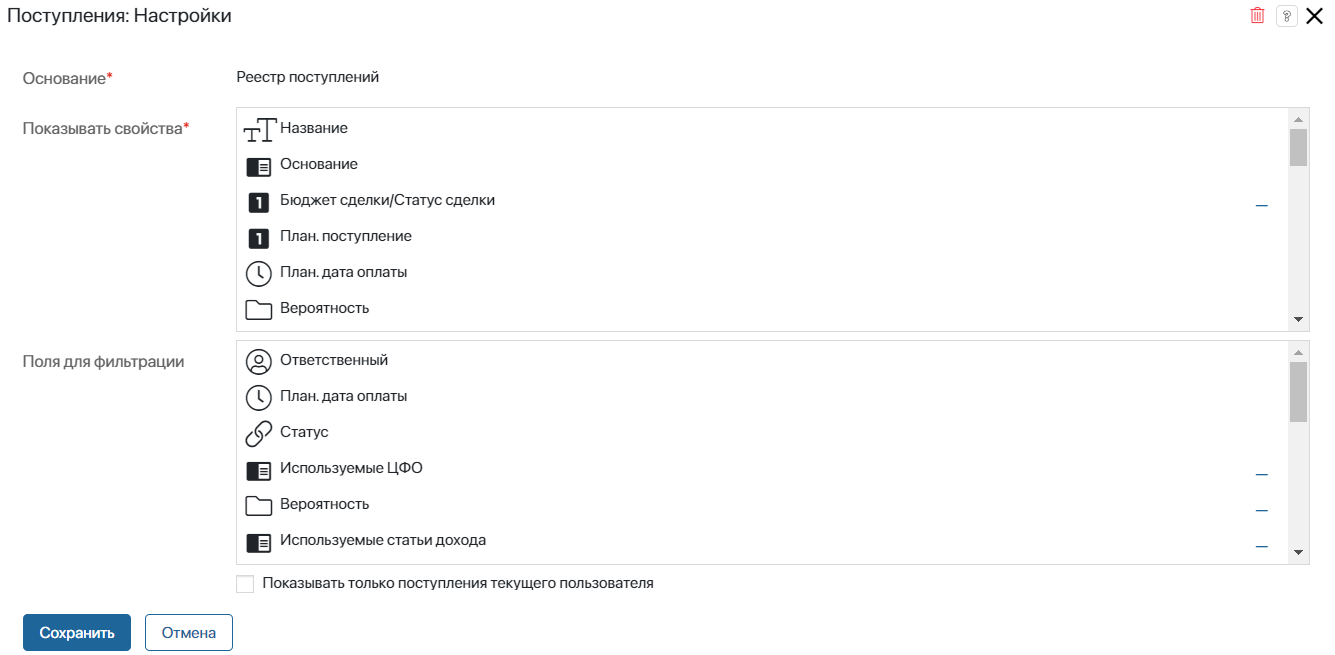 Поступления: Настройки
?
Основание*
Реестр поступлений
Показывать свойства*
Название
Основание
1 Бюджет сделки/Статус сделки
1 План. поступление
План. дата оплаты
Вероятность
Поля для фильтрации
Ответственный
План. дата оплаты
Статус
Используемые ЦФО
Вероятность
Используемые статьи дохода
Показывать только поступления текущего пользователя
Сохранить
Отмена